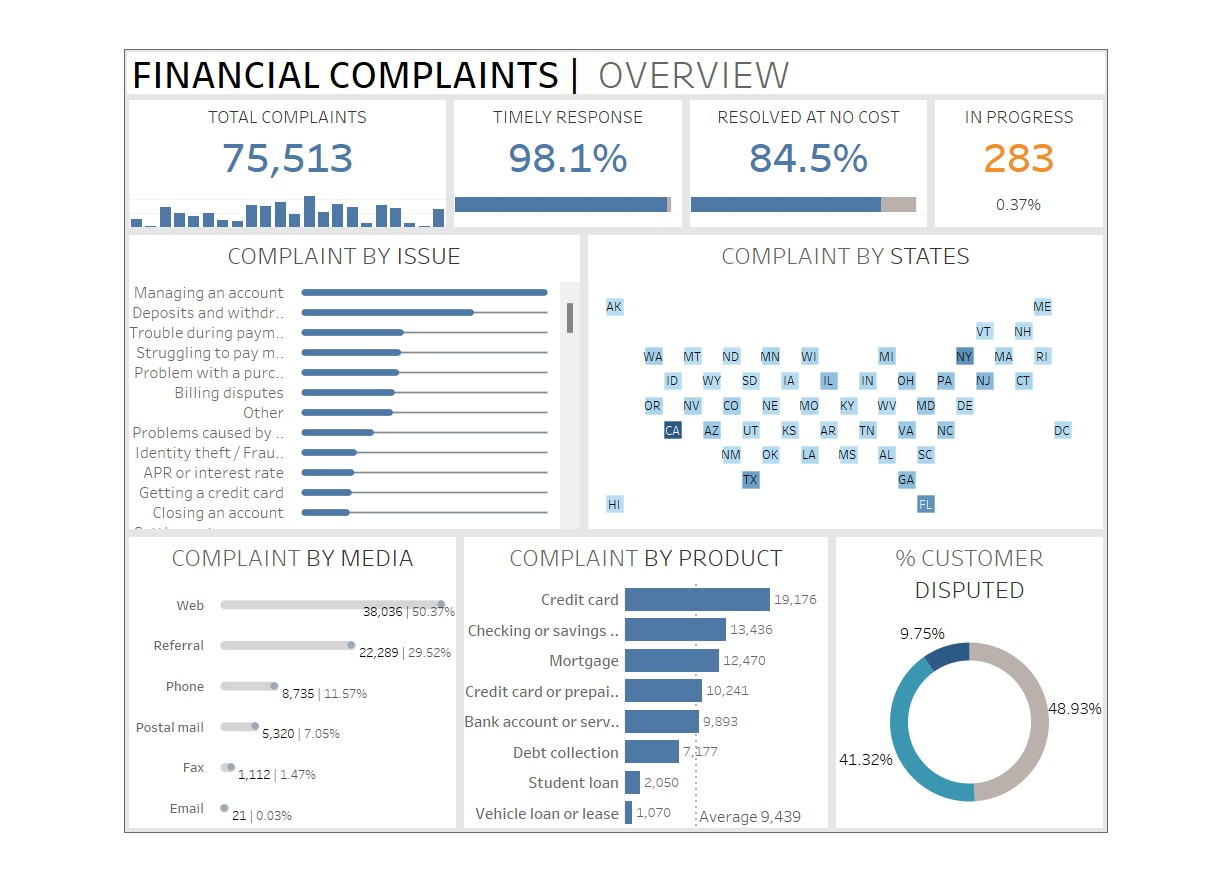 FINANCIAL COMPLAINTS | OVERVIEW
TOTAL COMPLAINTS
75,513
TIMELY RESPONSE
98.1%
RESOLVED AT NO COST
84.5%
IN PROGRESS
283
0.37%
COMPLAINT BY ISSUE
Managing an account
Deposits and withdr..
Trouble during paym..
Struggling to pay m..
Problem with a purc..
Billing disputes
Other
Problems caused by ..
Identity theft / Frau..
APR or interest rate
Getting a credit card
Closing an account
COMPLAINT BY STATES
AK ME
VT NH
WA MT ND MN WI MI NY MA RI
ID WY SD IA IL IN OH PA NJ CT
OR NV CO NE MO KY WV MD DE
CA AZ UT KS AR TN VA NC DC
NM OK LA MS AL SC
TX GA
HI FL
COMPLAINT BY MEDIA
Web 38,036 | 50.37%
Referral 22,289 | 29.52%
Phone 8,735 | 11.57%
Postal mail 5,320 | 7.05%
Fax 1,112 | 1.47%
Email 21 | 0.03%
COMPLAINT BY PRODUCT
Credit card 19,176
Checking or savings .. 13,436
Mortgage 12,470
Credit card or prepai.. 10,241
Bank account or serv.. 9,893
Debt collection 7,177
Student loan 2,050
Vehicle loan or lease 1,070
Average 9,439
% CUSTOMER
DISPUTED
9.75%
48.93%
41.32%